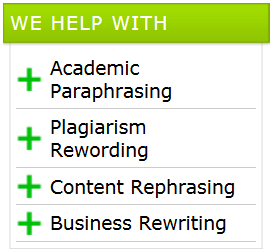 WE HELP WITH
Academic
Paraphrasing
Plagiarism
Rewording
Content Rephrasing
Business Rewriting